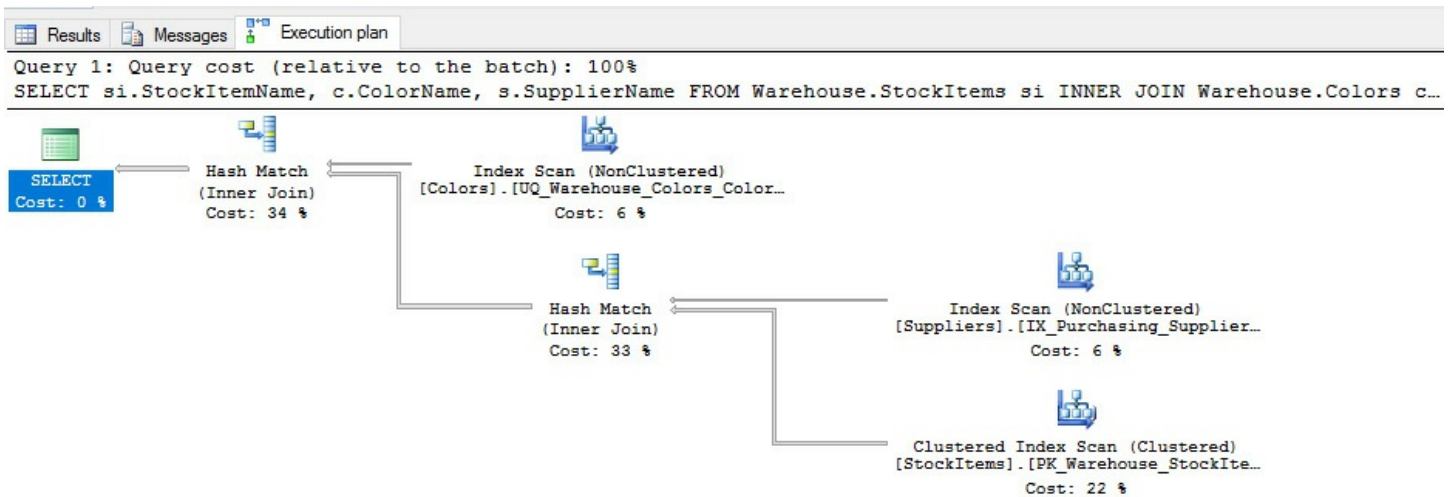 Results Messages Execution plan
Query 1: Query cost (relative to the batch): 100%
SELECT si.StockItemName, c.ColorName, s.SupplierName FROM Warehouse.StockItems si INNER JOIN Warehouse.Colors c…
SELECT
Cost: 0 %
Hash Match
(Inner Join)
Cost: 34 %
Index Scan (NonClustered)
[Colors].[UQ_Warehouse_Colors_Color…
Cost: 6 %
Hash Match
(Inner Join)
Cost: 33 %
Index Scan (NonClustered)
[Suppliers].[IX_Purchasing_Supplier…
Cost: 6 %
Clustered Index Scan (Clustered)
[StockItems].[PK_Warehouse_StockIte…
Cost: 22 %